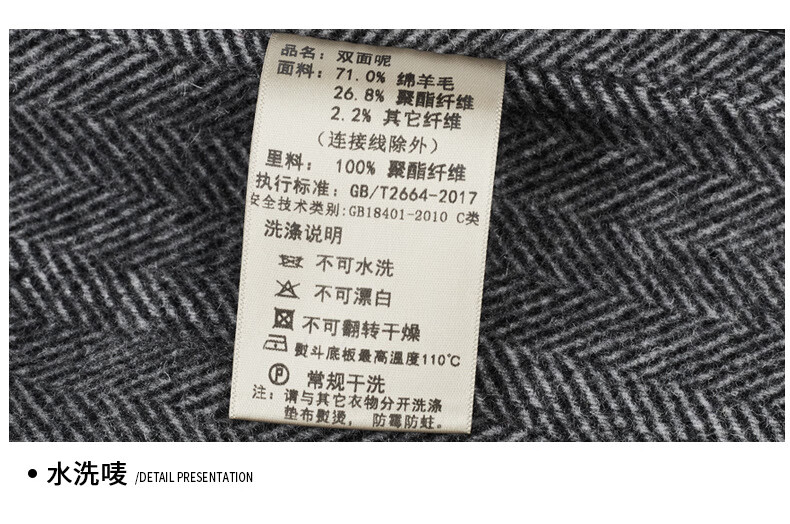 品名：双面呢
面料：71.0% 绵羊毛
26.8% 聚酯纤维
2.2% 其它纤维
（连接线除外）
里料： 100% 聚酯纤维
执行标准：GB/T2664-2017
安全技术类别:GB18401-2010 C类
洗涤说明
不可水洗
不可漂白
不可翻转干燥
熨斗底板最高温度110℃
P 常规干洗
注：请与其它衣物分开洗涤
垫布熨烫， 防霉防蛀。
• 水洗唛 /DETAIL PRESENTATION